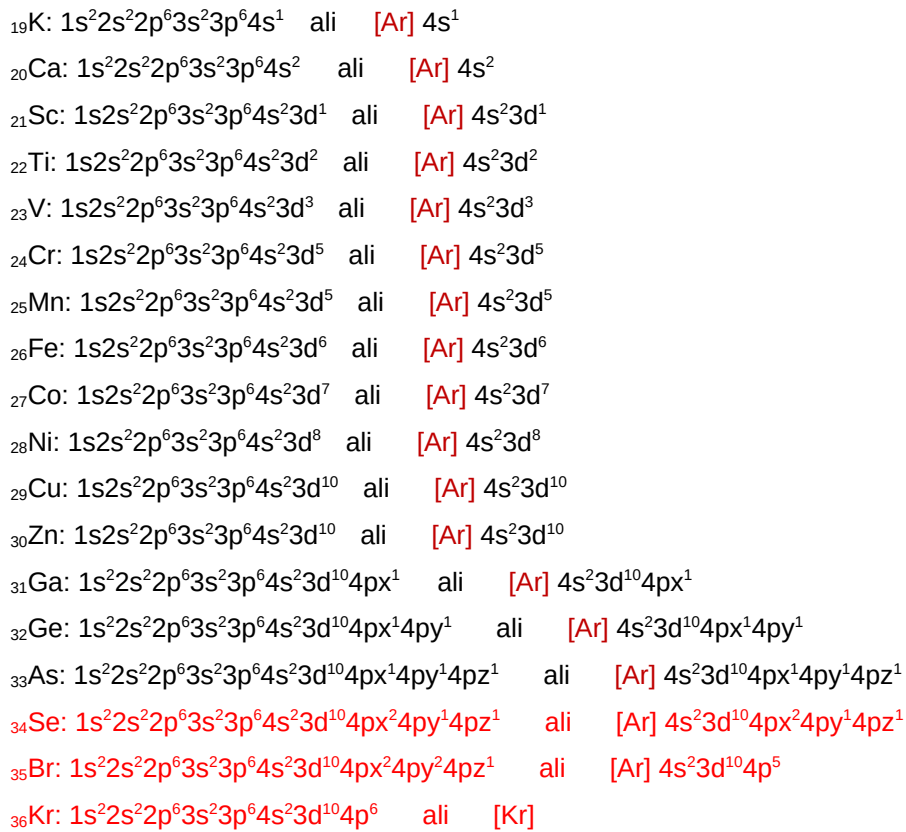 ₁₉K: 1s²2s²2p⁶3s²3p⁶4s¹ ali [Ar] 4s¹
₂₀Ca: 1s²2s²2p⁶3s²3p⁶4s² ali [Ar] 4s²
₂₁Sc: 1s2s²2p⁶3s²3p⁶4s²3d¹ ali [Ar] 4s²3d¹
₂₂Ti: 1s2s²2p⁶3s²3p⁶4s²3d² ali [Ar] 4s²3d²
₂₃V: 1s2s²2p⁶3s²3p⁶4s²3d³ ali [Ar] 4s²3d³
₂₄Cr: 1s2s²2p⁶3s²3p⁶4s²3d⁵ ali [Ar] 4s²3d⁵
₂₅Mn: 1s2s²2p⁶3s²3p⁶4s²3d⁵ ali [Ar] 4s²3d⁵
₂₆Fe: 1s2s²2p⁶3s²3p⁶4s²3d⁶ ali [Ar] 4s²3d⁶
₂₇Co: 1s2s²2p⁶3s²3p⁶4s²3d⁷ ali [Ar] 4s²3d⁷
₂₈Ni: 1s2s²2p⁶3s²3p⁶4s²3d⁸ ali [Ar] 4s²3d⁸
₂₉Cu: 1s2s²2p⁶3s²3p⁶4s²3d¹⁰ ali [Ar] 4s²3d¹⁰
₃₀Zn: 1s2s²2p⁶3s²3p⁶4s²3d¹⁰ ali [Ar] 4s²3d¹⁰
₃₁Ga: 1s²2s²2p⁶3s²3p⁶4s²3d¹⁰4px¹ ali [Ar] 4s²3d¹⁰4px¹
₃₂Ge: 1s²2s²2p⁶3s²3p⁶4s²3d¹⁰4px¹4py¹ ali [Ar] 4s²3d¹⁰4px¹4py¹
₃₃As: 1s²2s²2p⁶3s²3p⁶4s²3d¹⁰4px¹4py¹4pz¹ ali [Ar] 4s²3d¹⁰4px¹4py¹4pz¹
₃₄Se: 1s²2s²2p⁶3s²3p⁶4s²3d¹⁰4px²4py¹4pz¹ ali [Ar] 4s²3d¹⁰4px²4py¹4pz¹
₃₅Br: 1s²2s²2p⁶3s²3p⁶4s²3d¹⁰4px²4py²4pz¹ ali [Ar] 4s²3d¹⁰4p⁵
₃₆Kr: 1s²2s²2p⁶3s²3p⁶4s²3d¹⁰4p⁶ ali [Kr]